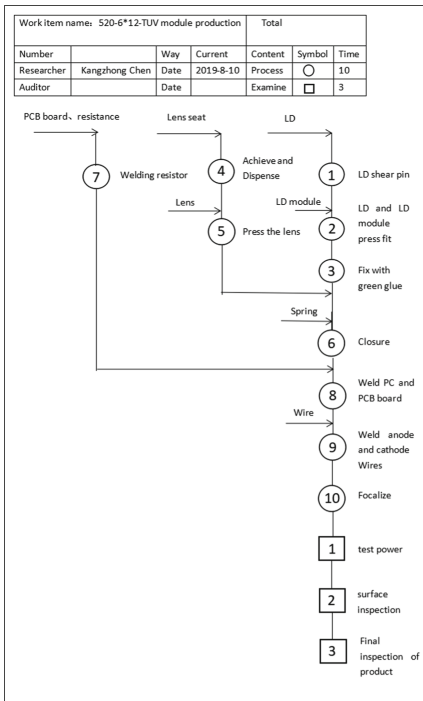 Work item name：520-6*12-TUV module production Total
Number Way Current Content Symbol Time
Researcher Kangzhong Chen Date 2019-8-10 Process 10
Auditor Date Examine 3
PCB board、resistance Lens seat LD
7 Welding resistor
4 Achieve and
Dispense
1 LD shear pin
Lens
LD module
5 Press the lens
2 LD and LD
module
press fit
3 Fix with
green glue
Spring
6 Closure
8 Weld PC and
PCB board
Wire
9 Weld anode
and cathode
Wires
10 Focalize
1 test power
2 surface
inspection
3 Final
inspection of
product